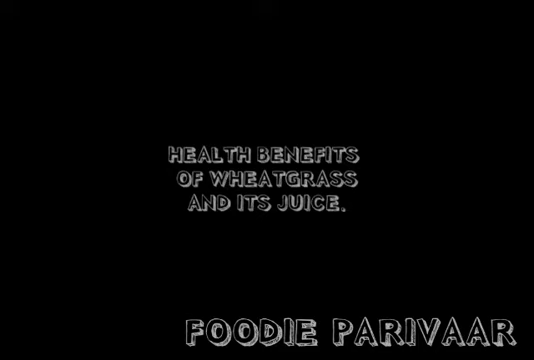 HEALTH BENEFITS
OF WHEATGRASS
AND ITS JUICE.
FOODIE PARIVAAR